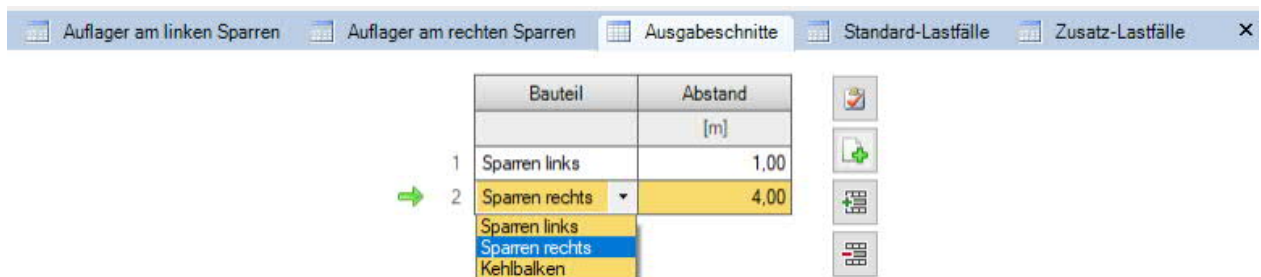 Auflager am linken Sparren Auflager am rechten Sparren Ausgabeschnitte Standard-Lastfälle Zusatz-Lastfälle
Bauteil Abstand
[m]
1 Sparren links 1,00
2 Sparren rechts 4,00
Sparren links
Sparren rechts
Kehlbalken